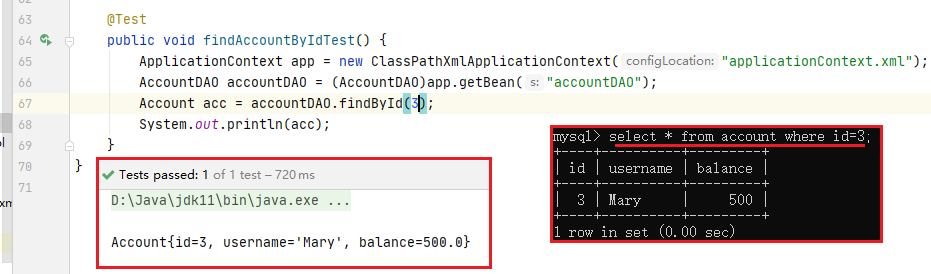 63 @Test
64 public void findAccountByIdTest() {
65 ApplicationContext app = new ClassPathXmlApplicationContext( configLocation: "applicationContext.xml");
66 AccountDAO accountDAO = (AccountDAO)app.getBean( s: "accountDAO");
67 Account acc = accountDAO.findById(3);
68 System.out.println(acc);
69 }
70 }
71
Tests passed: 1 of 1 test – 720 ms
D:\Java\jdk11\bin\java.exe ...
Account{id=3, username='Mary', balance=500.0}
mysql> select * from account where id=3;
+----+----------+---------+
| id | username | balance |
+----+----------+---------+
| 3 | Mary | 500 |
+----+----------+---------+
1 row in set (0.00 sec)